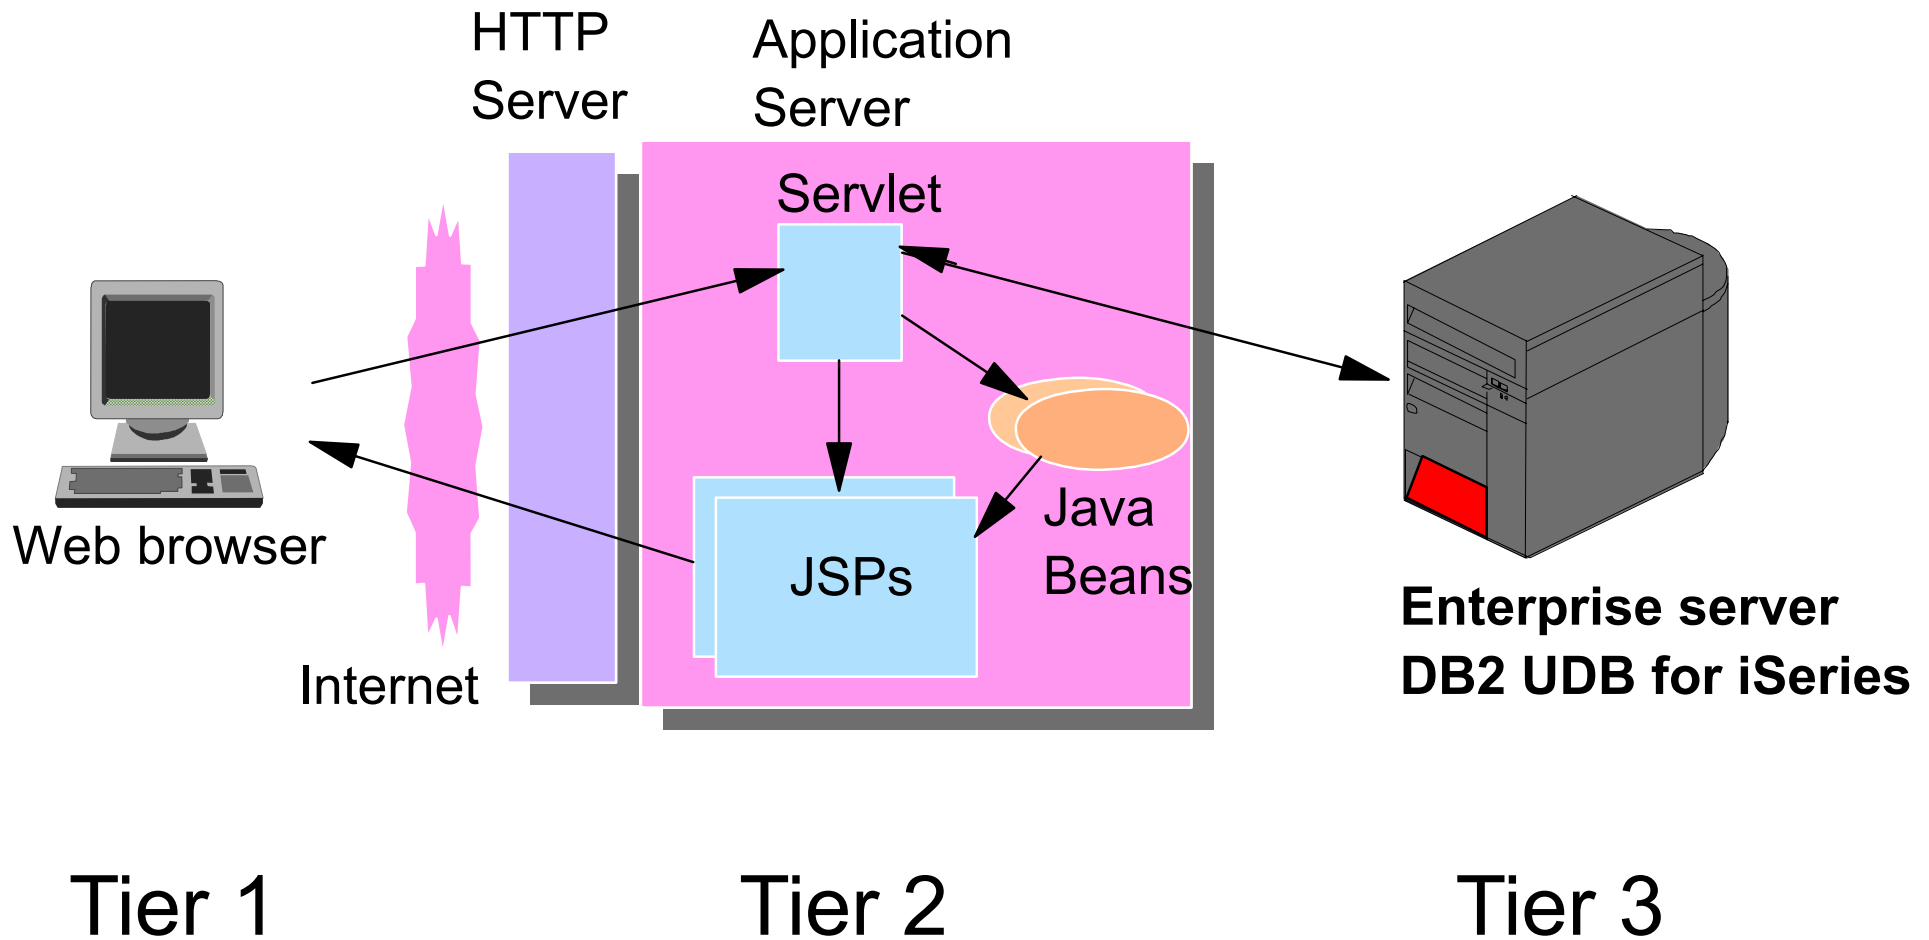 HTTP
Server
Application
Server
Servlet
Web browser
Internet
JSPs
Java
Beans
Enterprise server
DB2 UDB for iSeries
Tier 1
Tier 2
Tier 3